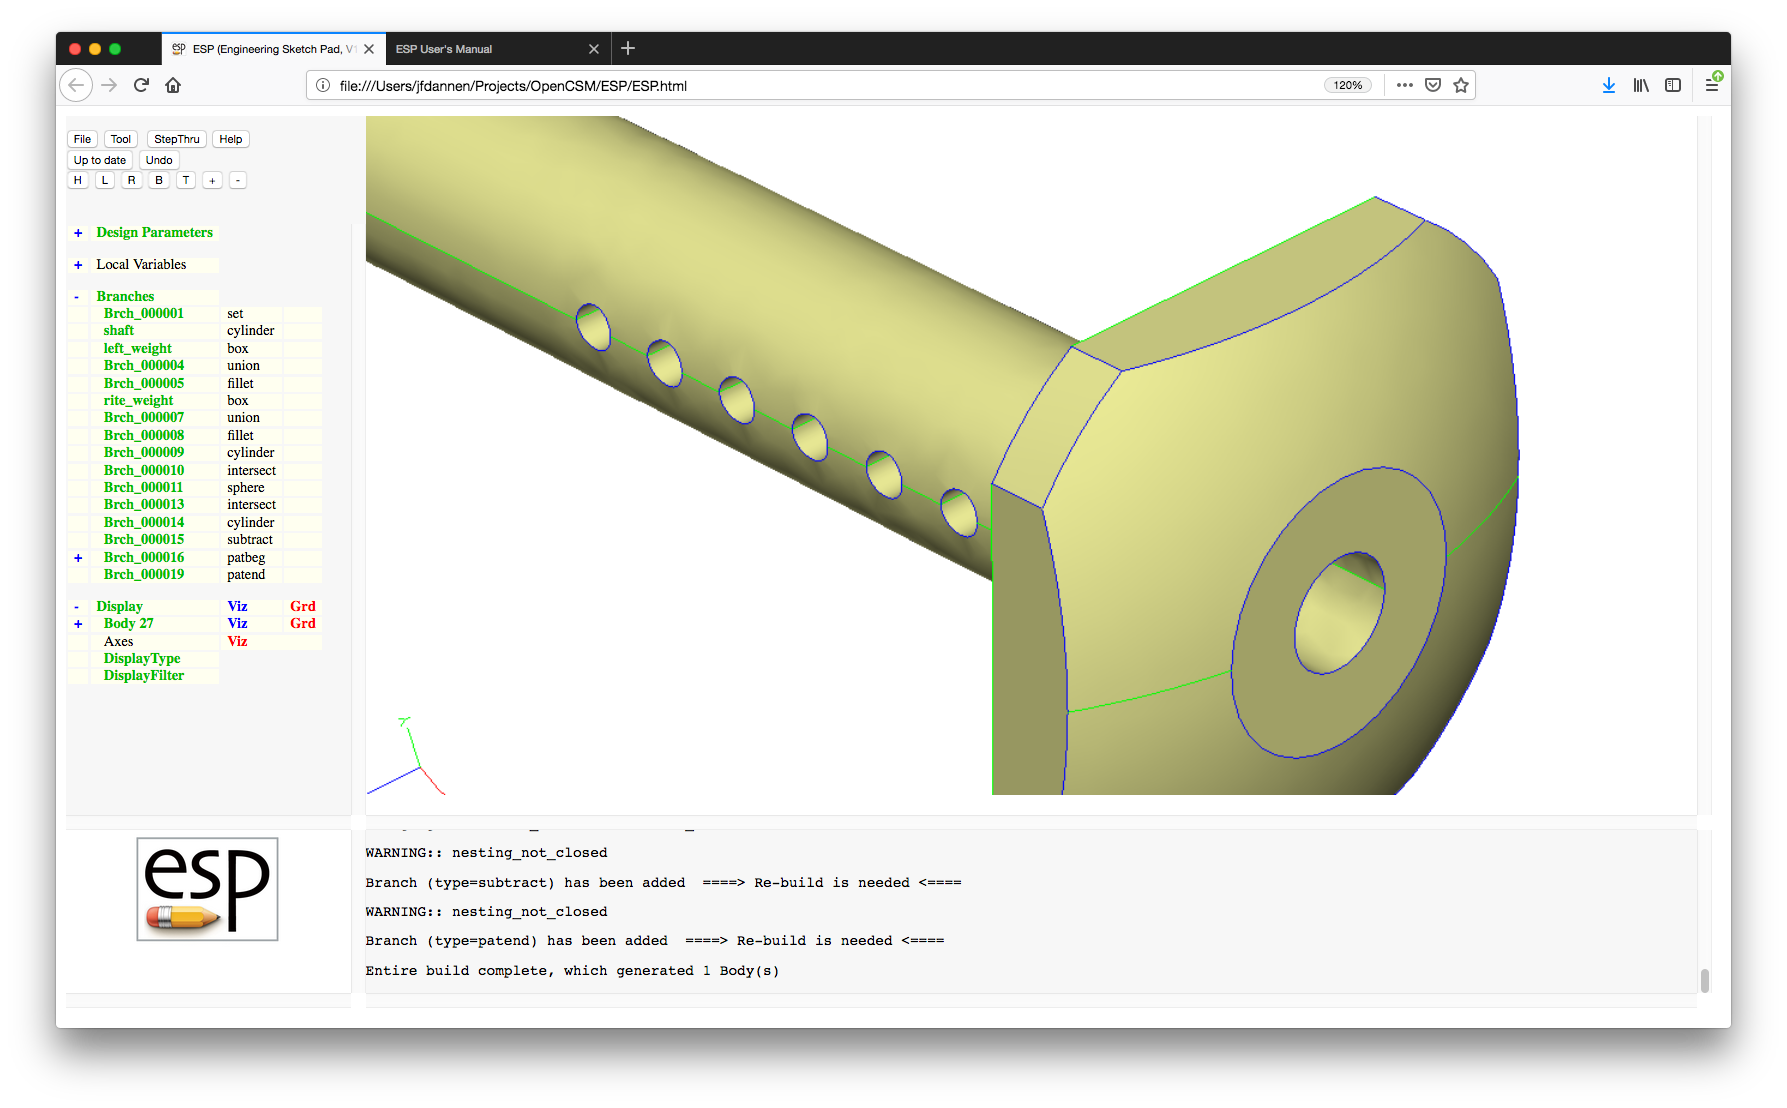 ESP (Engineering Sketch Pad, V1
ESP User's Manual
file:///Users/jfdannen/Projects/OpenCSM/ESP/ESP.html
120%
File Tool StepThru Help
Up to date Undo
H L R B T + -
+ Design Parameters
+ Local Variables
- Branches
Brch_000001 set
shaft cylinder
left_weight box
Brch_000004 union
Brch_000005 fillet
rite_weight box
Brch_000007 union
Brch_000008 fillet
Brch_000009 cylinder
Brch_000010 intersect
Brch_000011 sphere
Brch_000013 intersect
Brch_000014 cylinder
Brch_000015 subtract
+ Brch_000016 patbeg
Brch_000019 patend
- Display Viz Grd
+ Body 27 Viz Grd
Axes Viz
DisplayType
DisplayFilter
esp
WARNING:: nesting_not_closed
Branch (type=subtract) has been added ====> Re-build is needed <====
WARNING:: nesting_not_closed
Branch (type=patend) has been added ====> Re-build is needed <====
Entire build complete, which generated 1 Body(s)